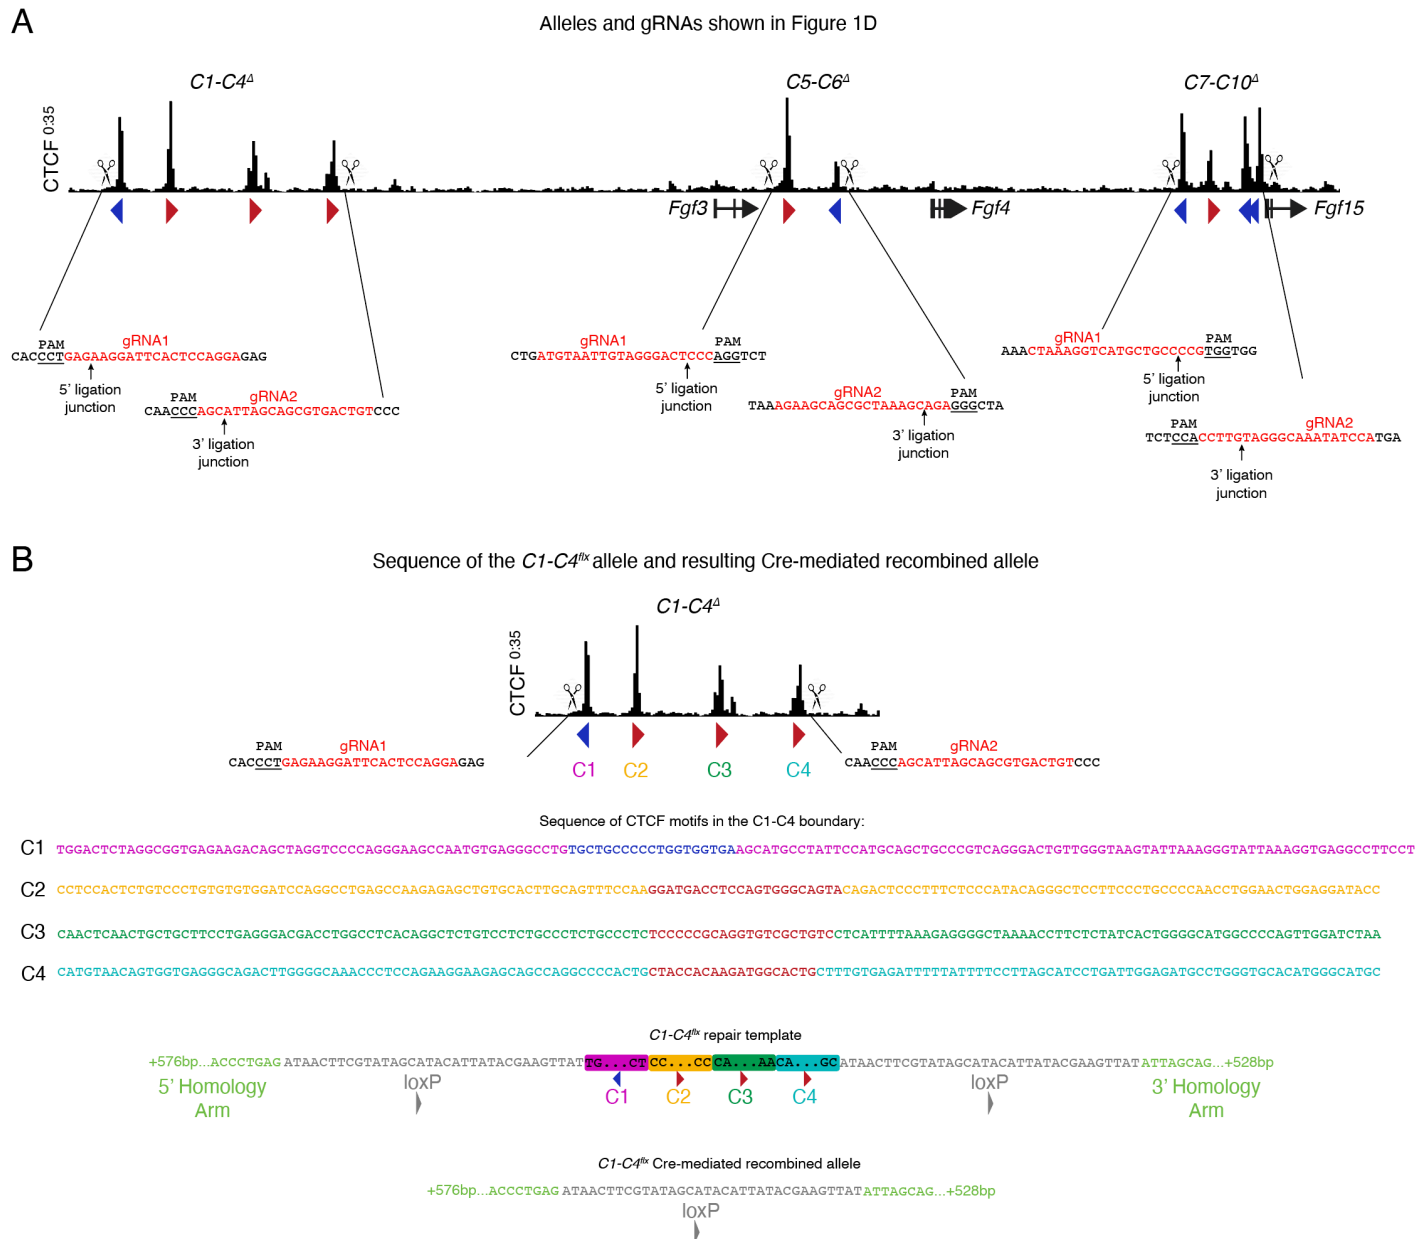 A
Alleles and gRNAs shown in Figure 1D
C1-C4Δ
C5-C6Δ
C7-C10Δ
CTCF 0:35
Fgf3
Fgf4
Fgf15
PAM
gRNA1
CACCCTGAGAAGGATTCACTCCAGGAGAG
5’ ligation
junction
PAM
gRNA2
CAACCCAGCATTAGCAGCGTGACTGTCCC
3’ ligation
junction
gRNA1
PAM
CTGATGTAATTGTAGGGACTCCCAGGTCT
5’ ligation
junction
gRNA2
PAM
TAAAGAAGCAGCGCTAAAGCAGAGGGCTA
3’ ligation
junction
gRNA1
PAM
AAACTAAAGGTCATGCTGCCCCGTGGTGG
5’ ligation
junction
PAM
gRNA2
TCTCCACCTTGTAGGGCAAATATCCATGA
3’ ligation
junction
B
Sequence of the C1-C4flx allele and resulting Cre-mediated recombined allele
C1-C4Δ
CTCF 0:35
PAM
gRNA1
CACCCTGAGAAGGATTCACTCCAGGAGAG
C1
C2
C3
C4
PAM
gRNA2
CAACCCAGCATTAGCAGCGTGACTGTCCC
Sequence of CTCF motifs in the C1-C4 boundary:
C1 TGGACTCTAGGCGGTGAGAAGACAGCTAGGTCCCCAGGGAAGCCAATGTGAGGGCCTGTGCTGCCCCCTGGTGGTGAAGCATGCCTATTCCATGCAGCTGCCCGTCAGGGACTGTTGGGTAAGTATTAAAGGGTATTAAAGGTGAGGCCTTCCT
C2 CCTCCACTCTGTCCCTGTGTGTGGATCCAGGCCTGAGCCAAGAGAGCTGTGCACTTGCAGTTTCCAAGGATGACCTCCAGTGGGCAGTACAGACTCCCTTTCTCCCATACAGGGCTCCTTCCCTGCCCCAACCTGGAACTGGAGGATACC
C3 CAACTCAACTGCTGCTTCCTGAGGGACGACCTGGCCTCACAGGCTCTGTCCTCTGCCCTCTGCCCTCTCCCCCGCAGGTGTCGCTGTCCTCATTTTAAAGAGGGGCTAAAACCTTCTCTATCACTGGGGCATGGCCCCAGTTGGATCTAA
C4 CATGTAACAGTGGTGAGGGCAGACTTGGGGCAAACCCTCCAGAAGGAAGAGCAGCCAGGCCCCACTGCTACCACAAGATGGCACTGCTTTGTGAGATTTTTATTTTCCTTAGCATCCTGATTGGAGATGCCTGGGTGCACATGGGCATGC
C1-C4flx repair template
+576bp...ACCCTGAG ATAACTTCGTATAGCATACATTATACGAAGTTAT TG...CT CC...CC CA...AA CA...GC ATAACTTCGTATAGCATACATTATACGAAGTTAT ATTAGCAG...+528bp
5’ Homology
Arm
loxP
C1
C2
C3
C4
loxP
3’ Homology
Arm
C1-C4flx Cre-mediated recombined allele
+576bp...ACCCTGAG ATAACTTCGTATAGCATACATTATACGAAGTTAT ATTAGCAG...+528bp
loxP